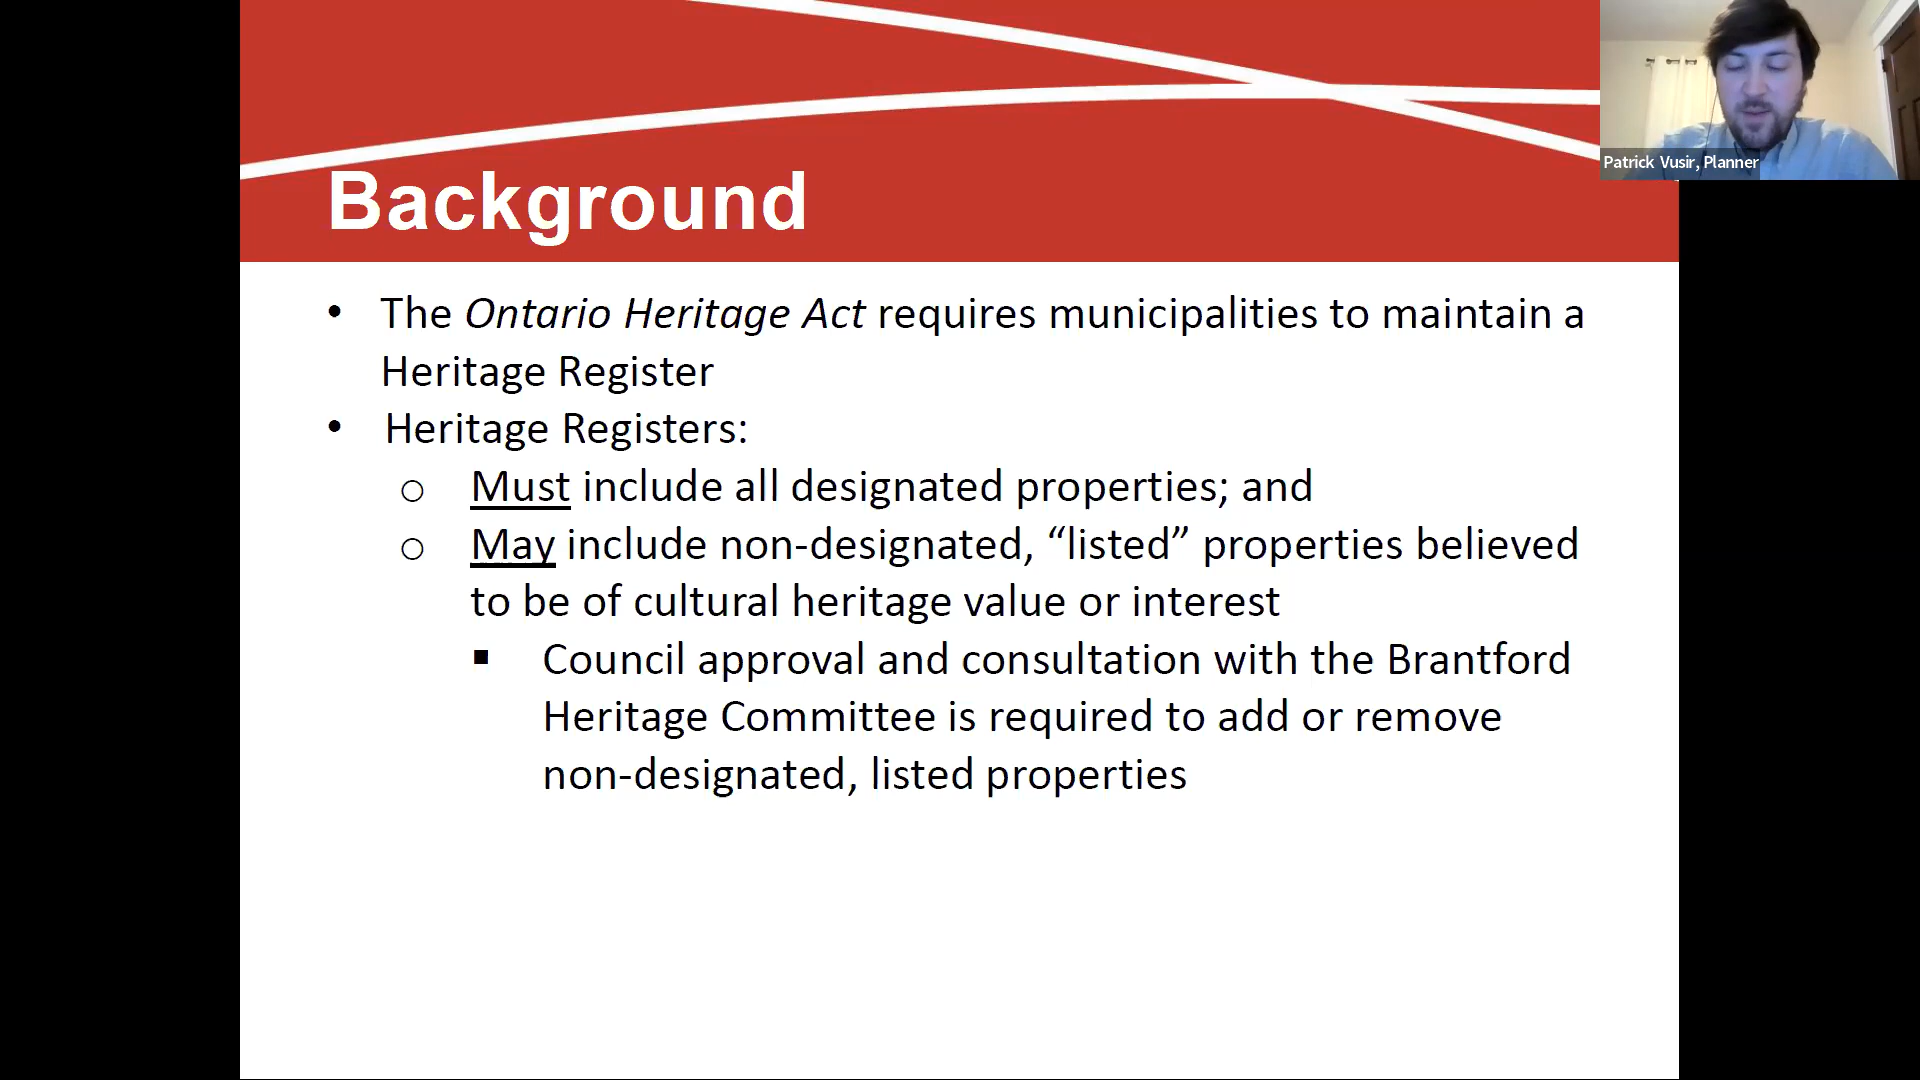 Patrick Vusir, Planner
Background
• The Ontario Heritage Act requires municipalities to maintain a
Heritage Register
• Heritage Registers:
o Must include all designated properties; and
o May include non-designated, “listed” properties believed
to be of cultural heritage value or interest
▪ Council approval and consultation with the Brantford
Heritage Committee is required to add or remove
non-designated, listed properties